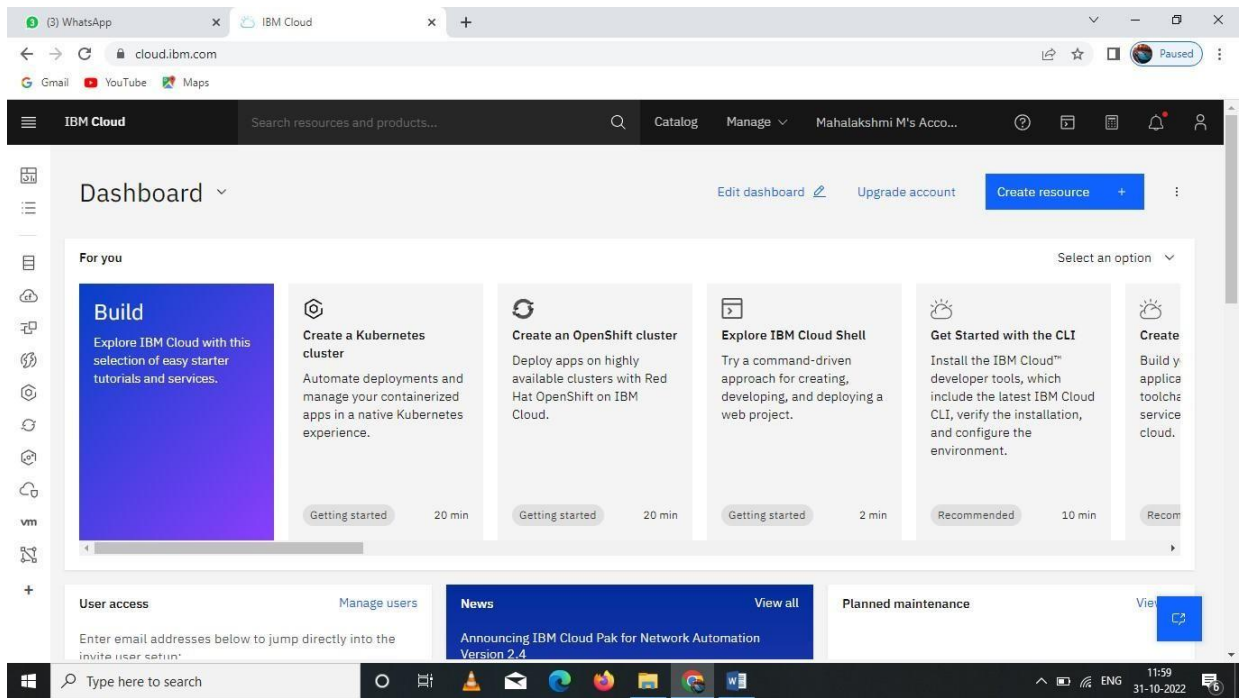 (3) WhatsApp
IBM Cloud
cloud.ibm.com
Paused
Gmail
YouTube
Maps
IBM Cloud
Search resources and products...
Catalog
Manage
Mahalakshmi M's Acco...
Dashboard
Edit dashboard
Upgrade account
Create resource +
For you
Select an option
Build
Explore IBM Cloud with this
selection of easy starter
tutorials and services.
Create a Kubernetes
cluster
Automate deployments and
manage your containerized
apps in a native Kubernetes
experience.
Getting started
20 min
Create an OpenShift cluster
Deploy apps on highly
available clusters with Red
Hat OpenShift on IBM
Cloud.
Getting started
20 min
Explore IBM Cloud Shell
Try a command-driven
approach for creating,
developing, and deploying a
web project.
Getting started
2 min
Get Started with the CLI
Install the IBM Cloud™
developer tools, which
include the latest IBM Cloud
CLI, verify the installation,
and configure the
environment.
Recommended
10 min
Create
Build y
applica
toolcha
service
cloud.
Recom
vm
User access
Manage users
Enter email addresses below to jump directly into the
invite user setup:
News
View all
Announcing IBM Cloud Pak for Network Automation
Version 2.4
Planned maintenance
Vie
Type here to search
ENG
11:59
31-10-2022
6